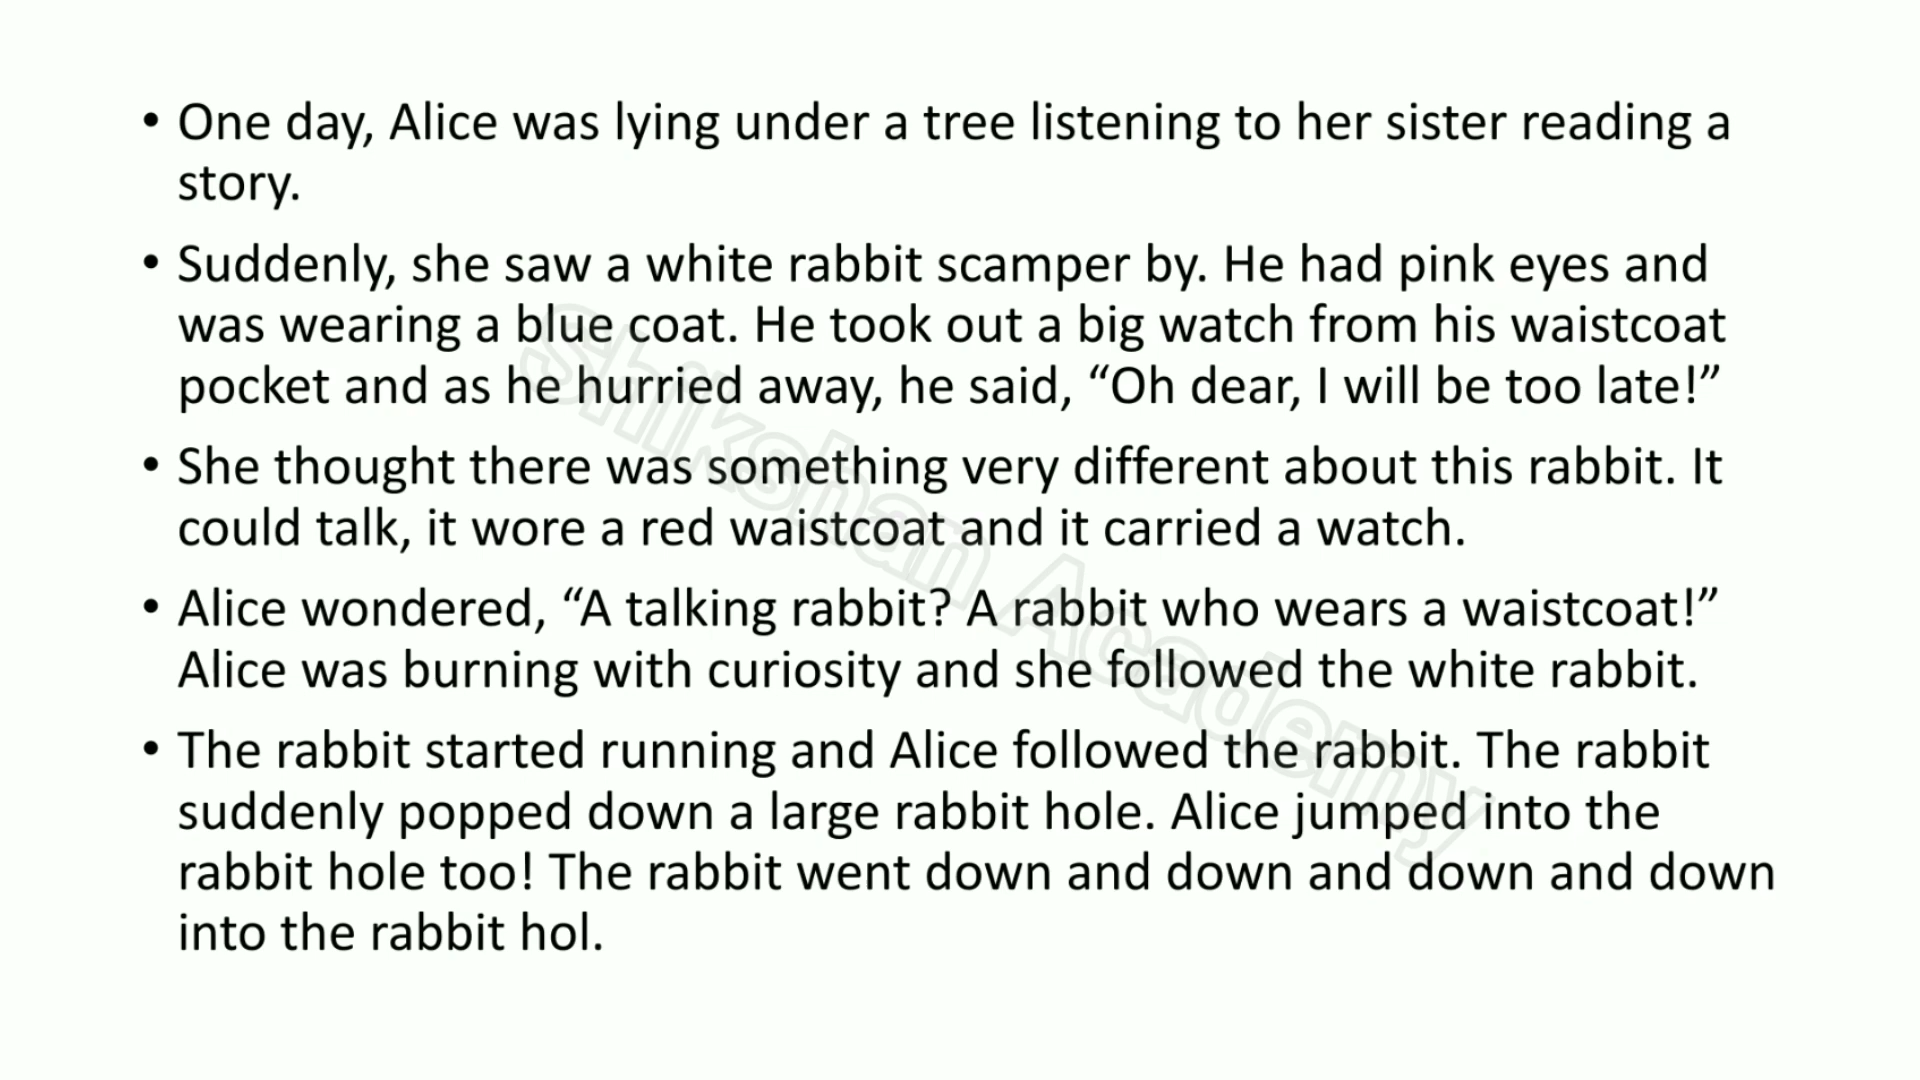 • One day, Alice was lying under a tree listening to her sister reading a
story.
• Suddenly, she saw a white rabbit scamper by. He had pink eyes and
was wearing a blue coat. He took out a big watch from his waistcoat
pocket and as he hurried away, he said, “Oh dear, I will be too late!”
• She thought there was something very different about this rabbit. It
could talk, it wore a red waistcoat and it carried a watch.
• Alice wondered, “A talking rabbit? A rabbit who wears a waistcoat!”
Alice was burning with curiosity and she followed the white rabbit.
• The rabbit started running and Alice followed the rabbit. The rabbit
suddenly popped down a large rabbit hole. Alice jumped into the
rabbit hole too! The rabbit went down and down and down and down
into the rabbit hol.
Shikshan Academy